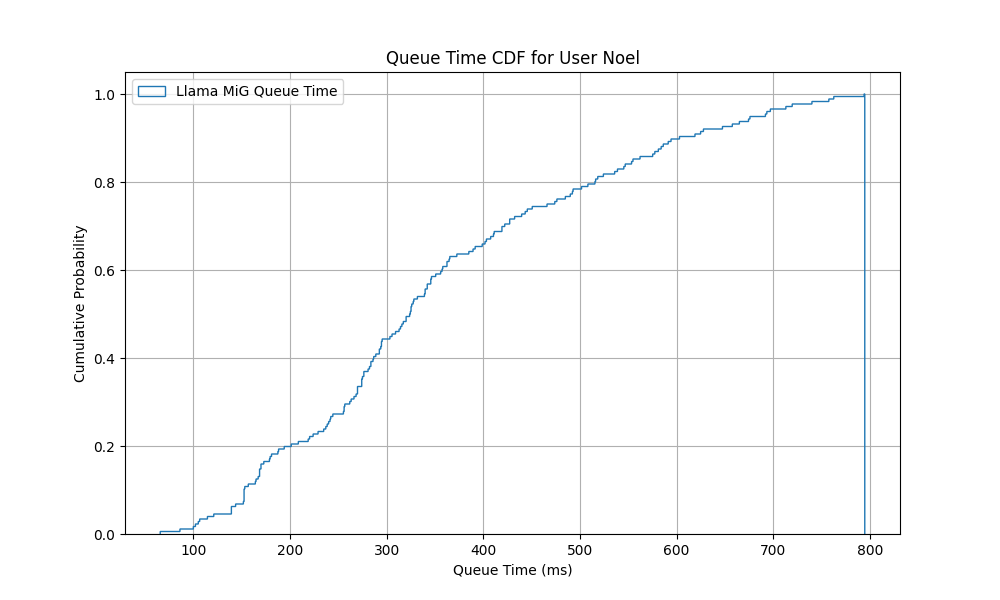 Queue Time CDF for User Noel
Llama MiG Queue Time
1.0
0.8
0.6
0.4
0.2
0.0
Cumulative Probability
100 200 300 400 500 600 700 800
Queue Time (ms)